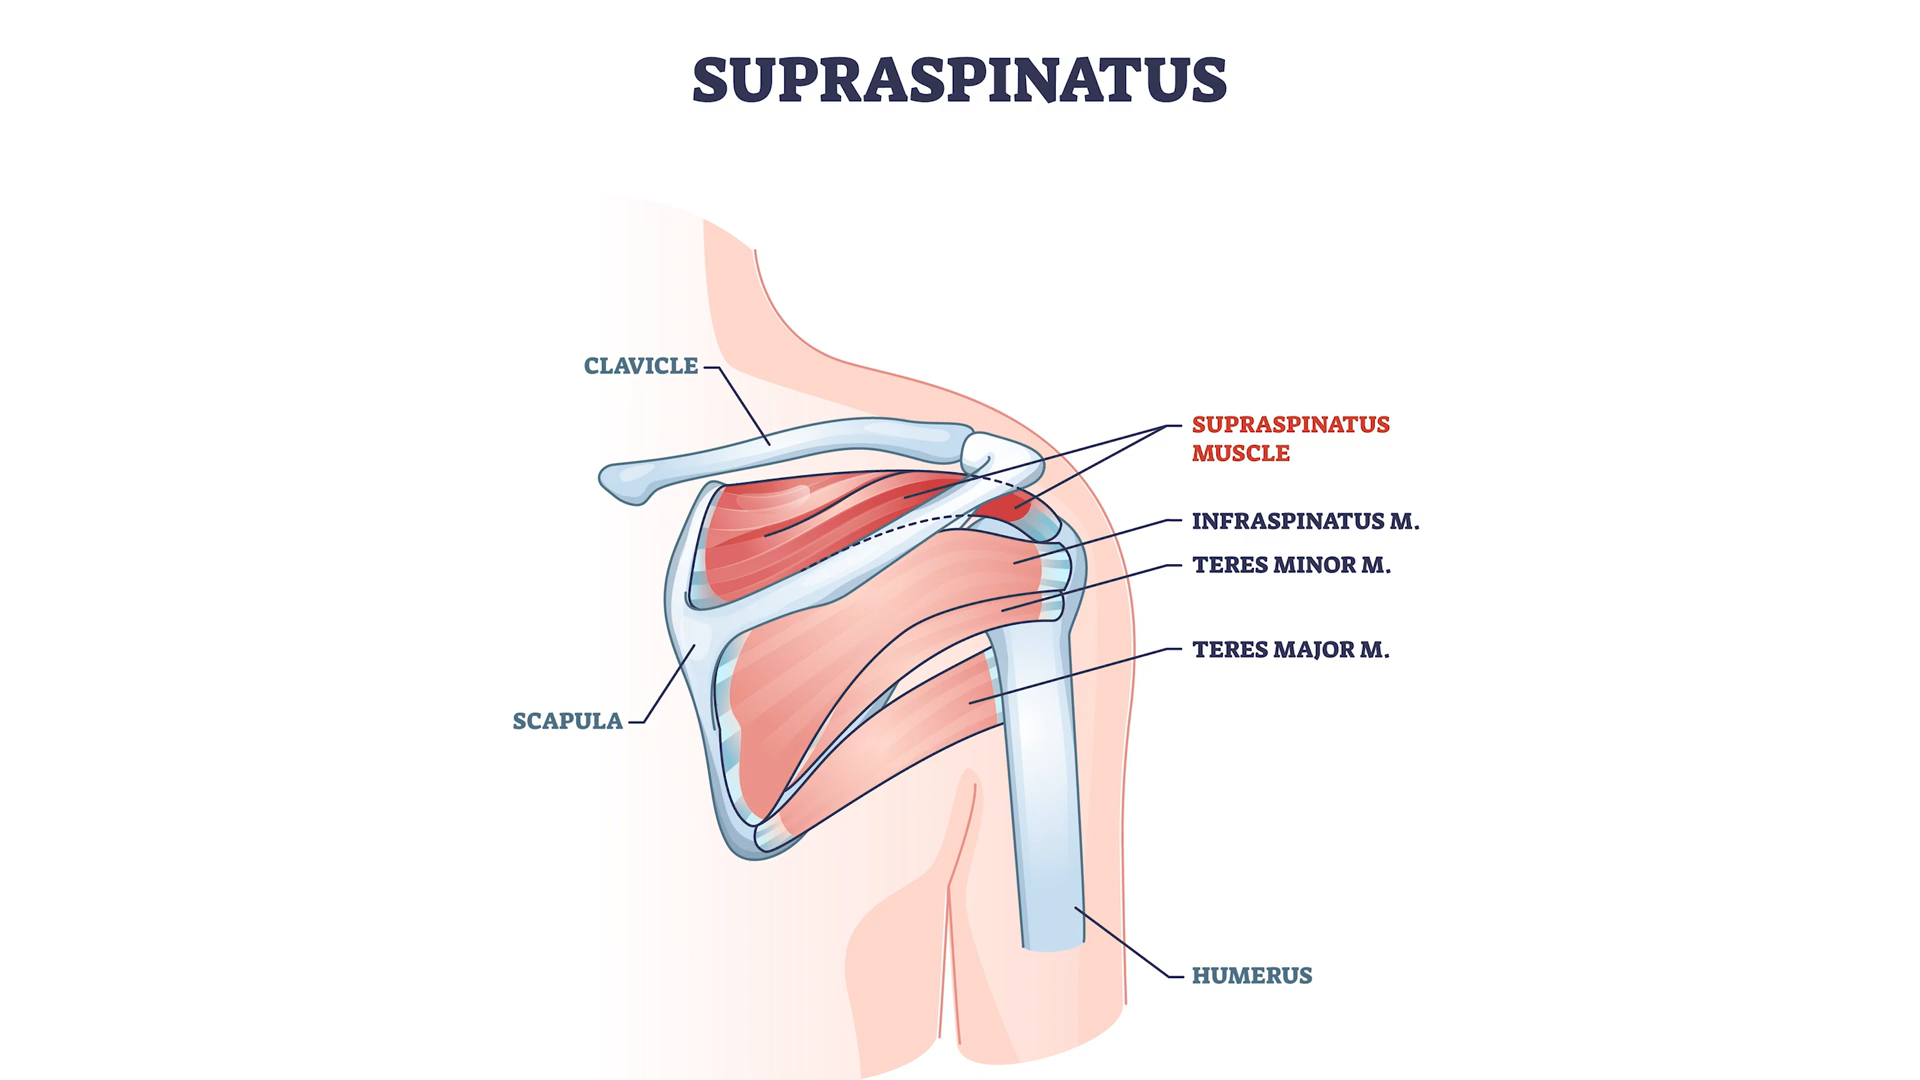 SUPRASPINATUS
CLAVICLE
SUPRASPINATUS
MUSCLE
INFRASPINATUS M.
TERES MINOR M.
TERES MAJOR M.
SCAPULA
HUMERUS